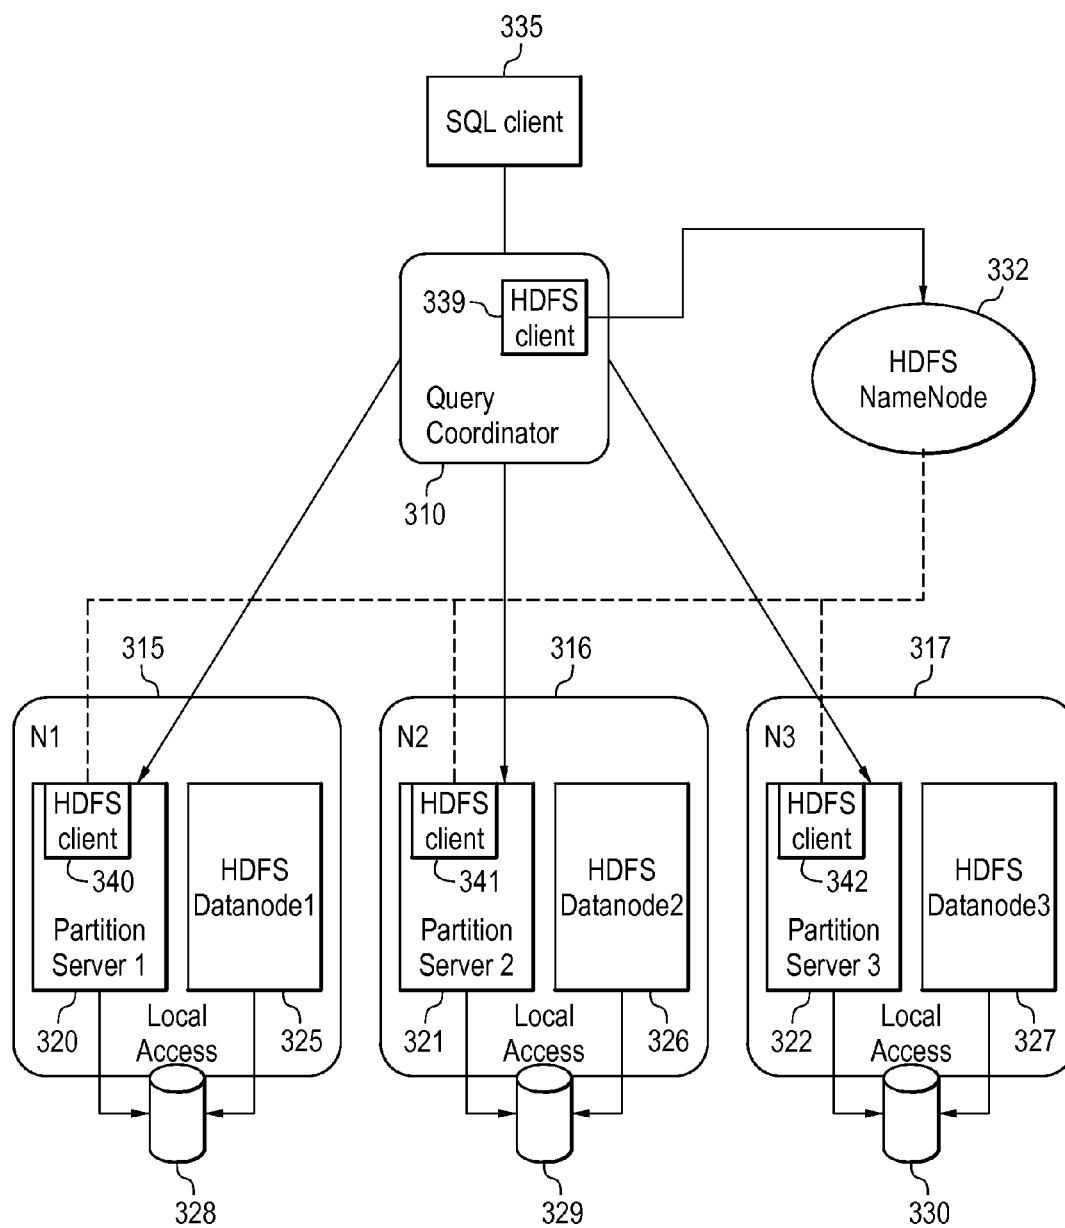 335
SQL client
339
HDFS
client
332
HDFS
NameNode
Query
Coordinator
310
315
316
317
N1
N2
N3
HDFS
client
340
HDFS
Datanode1
Partition
Server 1
HDFS
client
341
HDFS
Datanode2
Partition
Server 2
HDFS
client
342
HDFS
Datanode3
Partition
Server 3
320
Local
Access
325
321
Local
Access
326
322
Local
Access
327
328
329
330